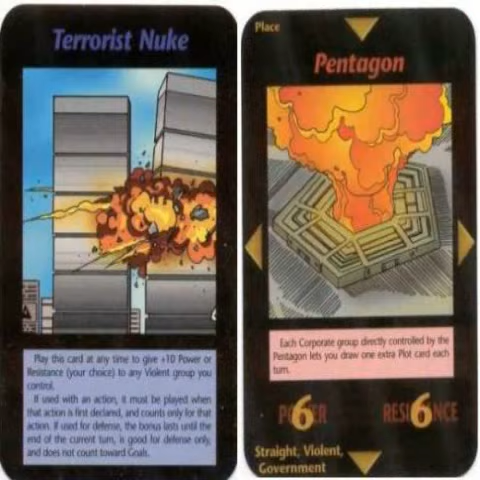 Terrorist Nuke
Play this card at any time to give +10 Power or
Resistance (your choice) to any Violent group you
control.
If used with an action, it must be played when
that action is first declared, and counts only for that
action. If used for defense, the bonus lasts until the
end of the current turn, is good for defense only,
and does not count toward Goals.
Place
Pentagon
Each Corporate group directly controlled by the
Pentagon lets you draw one extra Plot card each
turn.
POWER 6 RESISTANCE 6
Straight, Violent,
Government